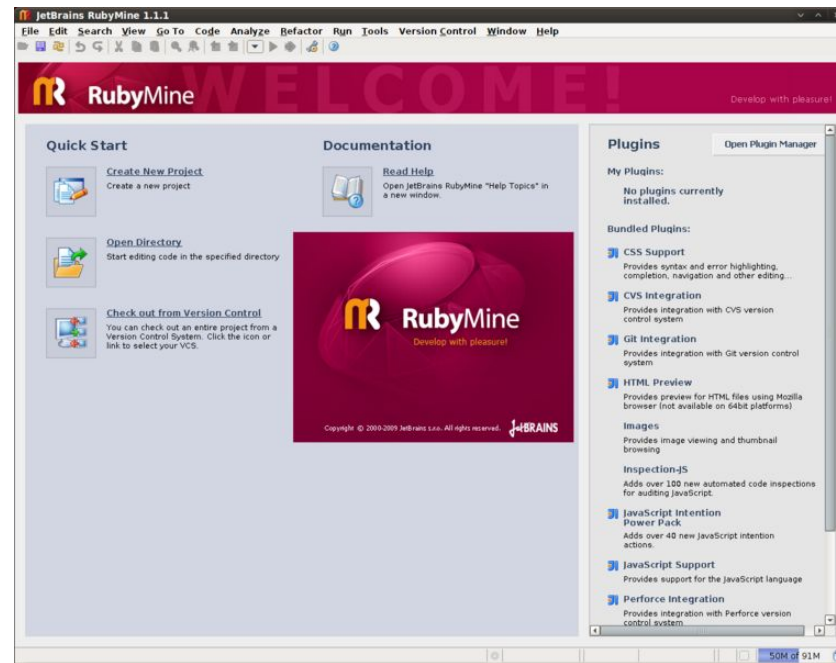 JetBrains RubyMine 1.1.1
File Edit Search View Go To Code Analyze Refactor Run Tools Version Control Window Help
WELCOME!
RubyMine
Develop with pleasure!
Quick Start
Create New Project
Create a new project
Open Directory
Start editing code in the specified directory
Check out from Version Control
You can check out an entire project from a
Version Control System. Click the icon or
link to select your VCS.
Documentation
Read Help
Open JetBrains RubyMine "Help Topics" in
a new window.
RubyMine
Develop with pleasure!
Copyright © 2000-2009 JetBrains s.r.o. All rights reserved.
JetBRAINS
Plugins
Open Plugin Manager
My Plugins:
No plugins currently
installed.
Bundled Plugins:
CSS Support
Provides syntax and error highlighting,
completion, navigation and other editing...
CVS Integration
Provides integration with CVS version
control system
Git Integration
Provides integration with Git version control
system
HTML Preview
Provides preview for HTML files using Mozilla
browser (not available on 64bit platforms)
Images
Provides image viewing and thumbnail
browsing
Inspection-JS
Adds over 100 new automated code inspections
for auditing JavaScript.
JavaScript Intention
Power Pack
Adds over 40 new JavaScript intention
actions.
JavaScript Support
Provides support for the JavaScript language
Perforce Integration
Provides integration with Perforce version
control system
50M of 91M